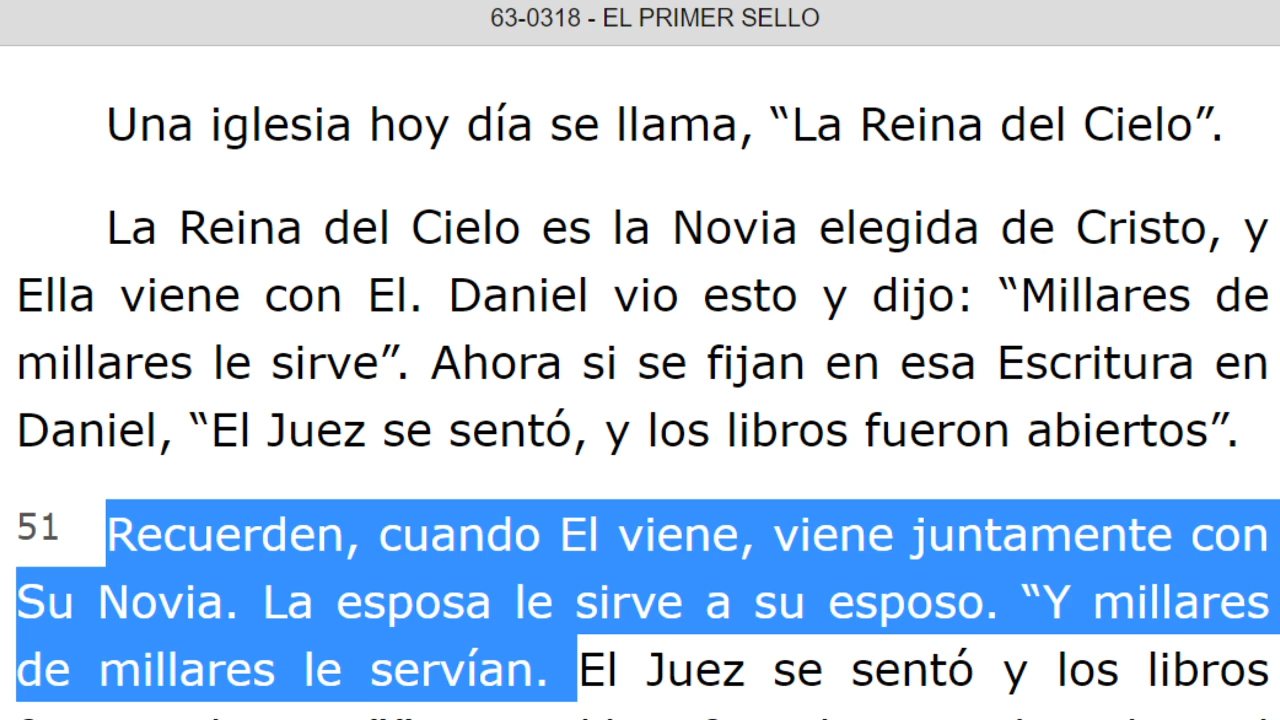 63-0318 - EL PRIMER SELLO
Una iglesia hoy día se llama, “La Reina del Cielo”.
La Reina del Cielo es la Novia elegida de Cristo, y
Ella viene con El. Daniel vio esto y dijo: “Millares de
millares le sirve”. Ahora si se fijan en esa Escritura en
Daniel, “El Juez se sentó, y los libros fueron abiertos”.
51 Recuerden, cuando El viene, viene juntamente con
Su Novia. La esposa le sirve a su esposo. “Y millares
de millares le servían. El Juez se sentó y los libros